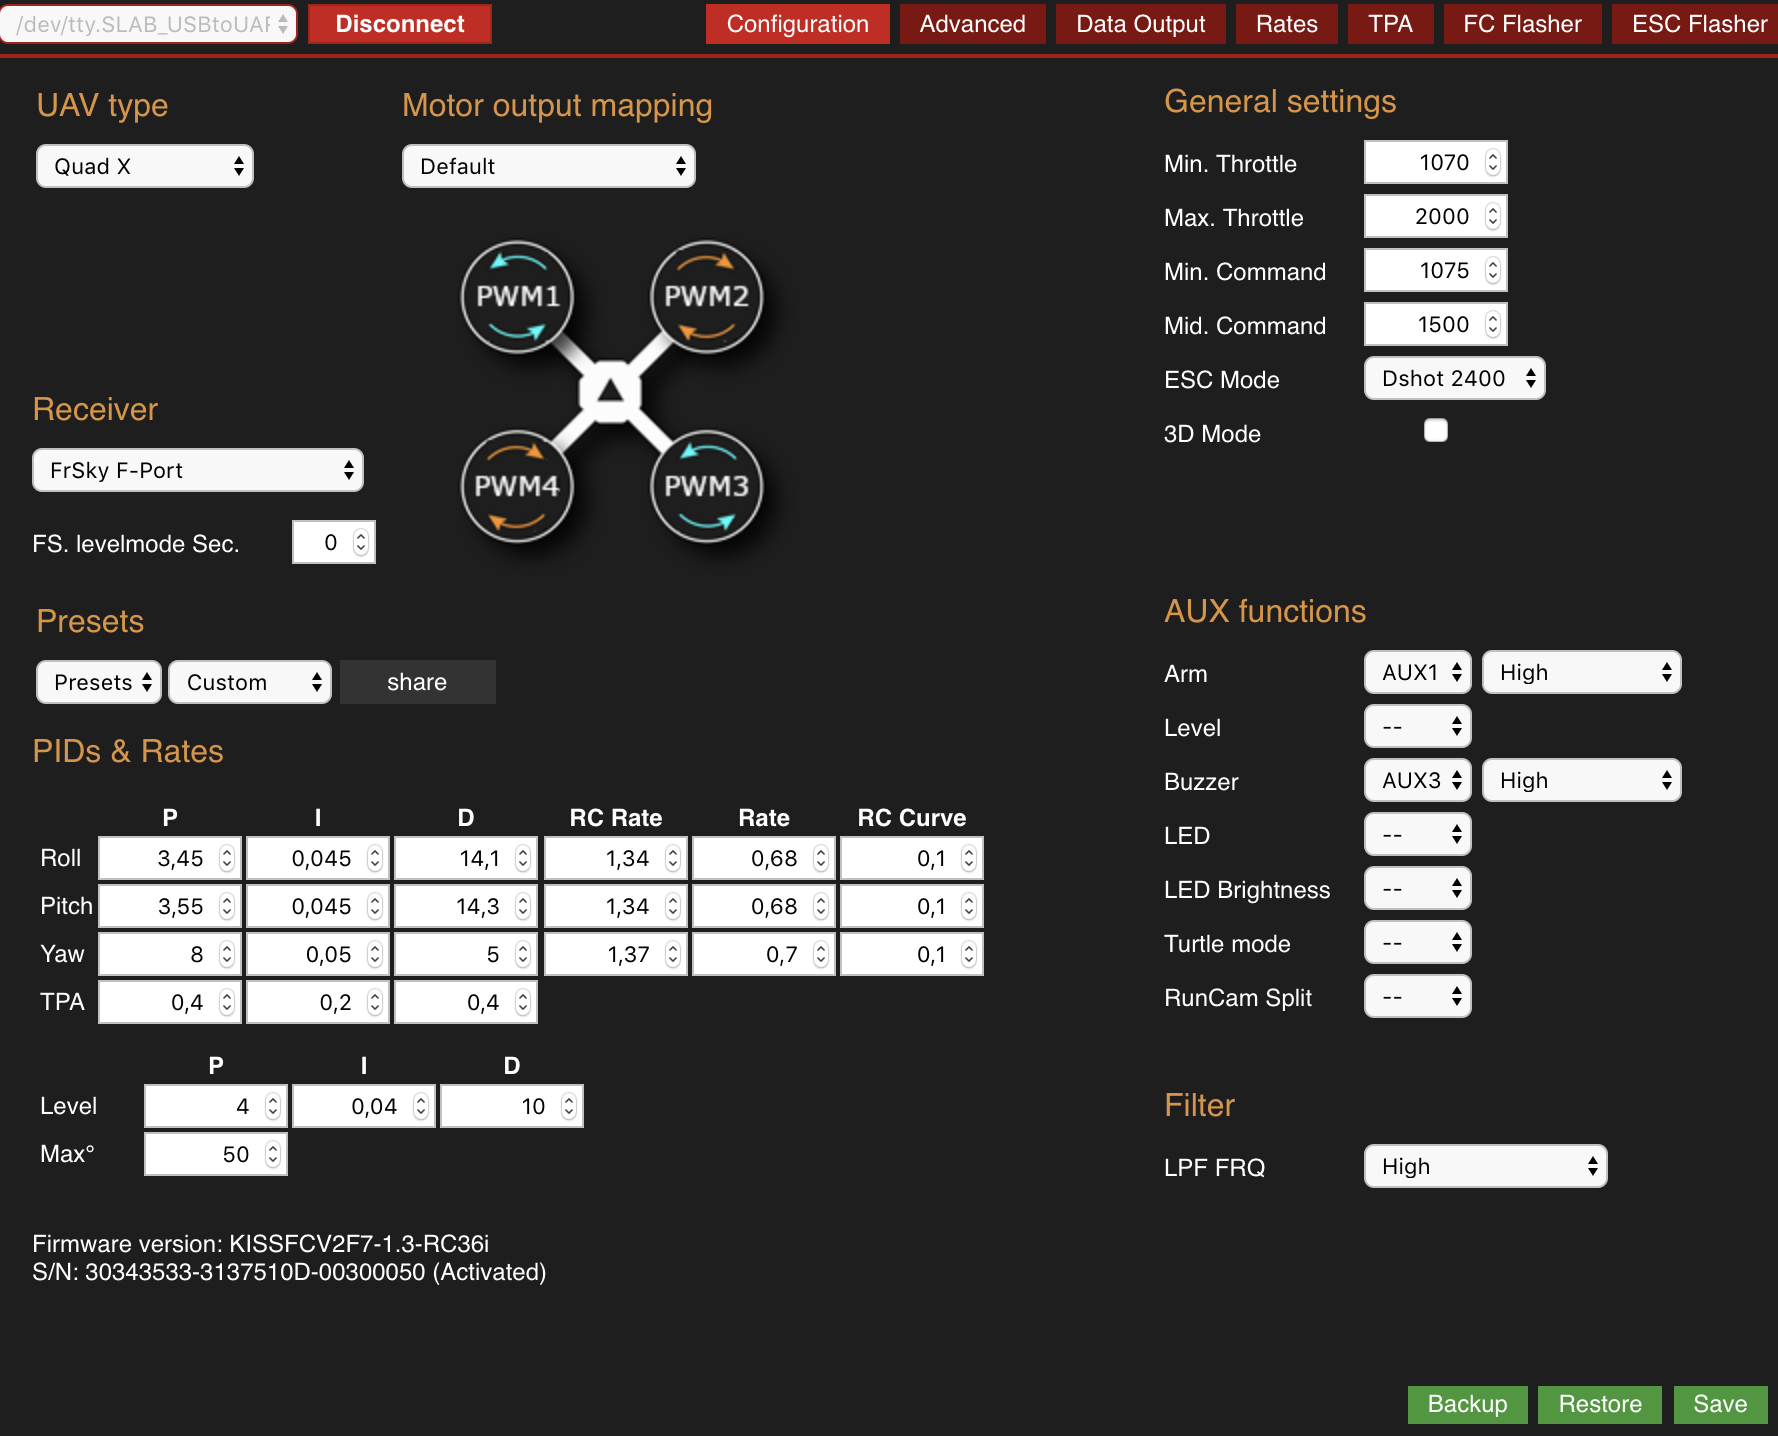 /dev/tty.SLAB_USBtoUAR Disconnect Configuration Advanced Data Output Rates TPA FC Flasher ESC Flasher
UAV type
Quad X
Motor output mapping
Default
PWM1 PWM2
PWM4 PWM3
Receiver
FrSky F-Port
FS. levelmode Sec. 0
Presets
Presets Custom share
PIDs & Rates
P I D RC Rate Rate RC Curve
Roll 3,45 0,045 14,1 1,34 0,68 0,1
Pitch 3,55 0,045 14,3 1,34 0,68 0,1
Yaw 8 0,05 5 1,37 0,7 0,1
TPA 0,4 0,2 0,4
P I D
Level 4 0,04 10
Max° 50
Firmware version: KISSFCV2F7-1.3-RC36i
S/N: 30343533-3137510D-00300050 (Activated)
General settings
Min. Throttle 1070
Max. Throttle 2000
Min. Command 1075
Mid. Command 1500
ESC Mode Dshot 2400
3D Mode
AUX functions
Arm AUX1 High
Level --
Buzzer AUX3 High
LED --
LED Brightness --
Turtle mode --
RunCam Split --
Filter
LPF FRQ High
Backup Restore Save